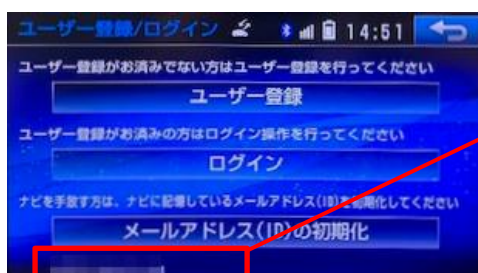 ユーザー登録/ログイン 14:51
ユーザー登録がお済みでない方はユーザー登録を行ってください
ユーザー登録
ユーザー登録がお済みの方はログイン操作を行ってください
ログイン
ナビを手放す方は、ナビに記憶しているメールアドレス(ID)を初期化してください
メールアドレス(ID)の初期化